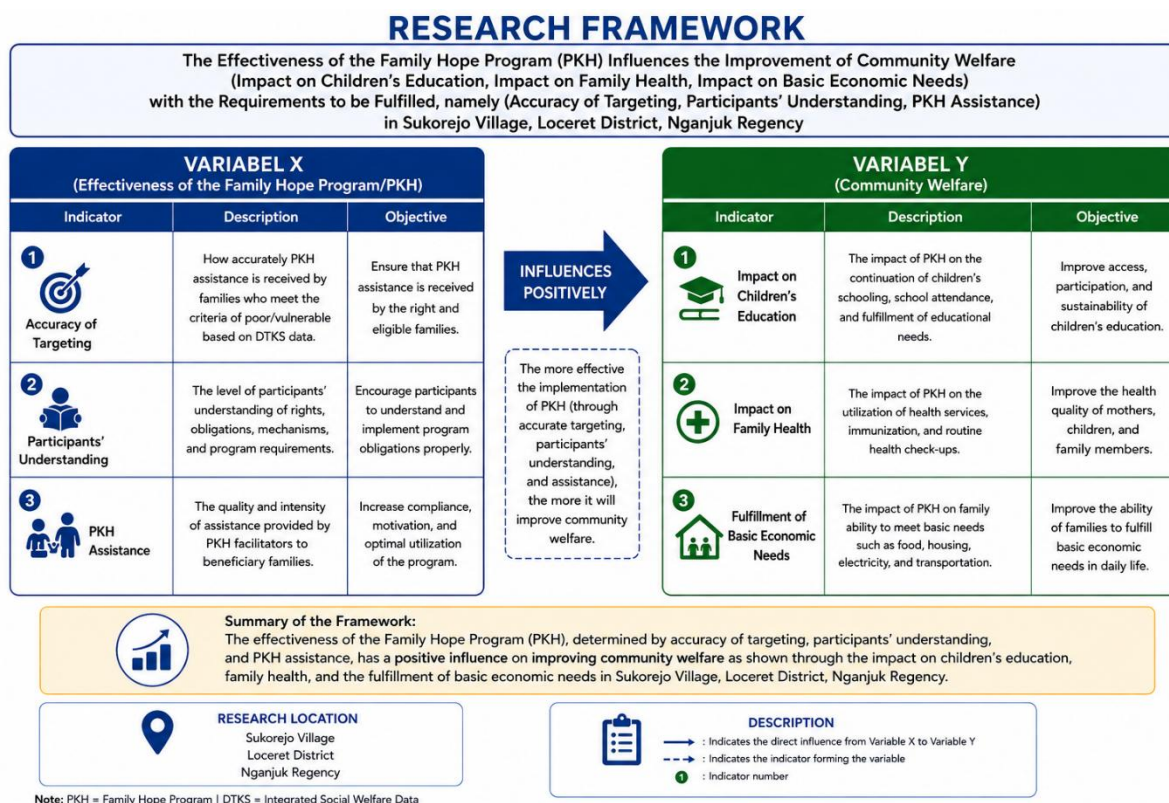 RESEARCH FRAMEWORK
The Effectiveness of the Family Hope Program (PKH) Influences the Improvement of Community Welfare
(Impact on Children's Education, Impact on Family Health, Impact on Basic Economic Needs)
with the Requirements to be Fulfilled, namely (Accuracy of Targeting, Participants' Understanding, PKH Assistance)
in Sukorejo Village, Loceret District, Nganjuk Regency
VARIABEL X
(Effectiveness of the Family Hope Program/PKH)
Indicator
Description
Objective
1
Accuracy of
Targeting
How accurately PKH
assistance is received by
families who meet the
criteria of poor/vulnerable
based on DTKS data.
Ensure that PKH
assistance is received
by the right and
eligible families.
2
Participants'
Understanding
The level of participants'
understanding of rights,
obligations, mechanisms,
and program requirements.
Encourage participants
to understand and
implement program
obligations properly.
3
PKH
Assistance
The quality and intensity
of assistance provided by
PKH facilitators to
beneficiary families.
Increase compliance,
motivation, and
optimal utilization
of the program.
INFLUENCES
POSITIVELY
The more effective
the implementation
of PKH (through
accurate targeting,
participants'
understanding,
and assistance),
the more it will
improve community
welfare.
VARIABEL Y
(Community Welfare)
Indicator
Description
Objective
1
Impact on
Children's
Education
The impact of PKH on the
continuation of children's
schooling, school attendance,
and fulfillment of educational
needs.
Improve access,
participation, and
sustainability of
children's education.
2
Impact on
Family Health
The impact of PKH on the
utilization of health services,
immunization, and routine
health check-ups.
Improve the health
quality of mothers,
children, and
family members.
3
Fulfillment of
Basic Economic
Needs
The impact of PKH on family
ability to meet basic needs
such as food, housing,
electricity, and transportation.
Improve the ability
of families to fulfill
basic economic
needs in daily life.
Summary of the Framework:
The effectiveness of the Family Hope Program (PKH), determined by accuracy of targeting, participants' understanding,
and PKH assistance, has a positive influence on improving community welfare as shown through the impact on children's education,
family health, and the fulfillment of basic economic needs in Sukorejo Village, Loceret District, Nganjuk Regency.
RESEARCH LOCATION
Sukorejo Village
Loceret District
Nganjuk Regency
DESCRIPTION
: Indicates the direct influence from Variable X to Variable Y
: Indicates the indicator forming the variable
1 : Indicator number
Note: PKH = Family Hope Program | DTKS = Integrated Social Welfare Data